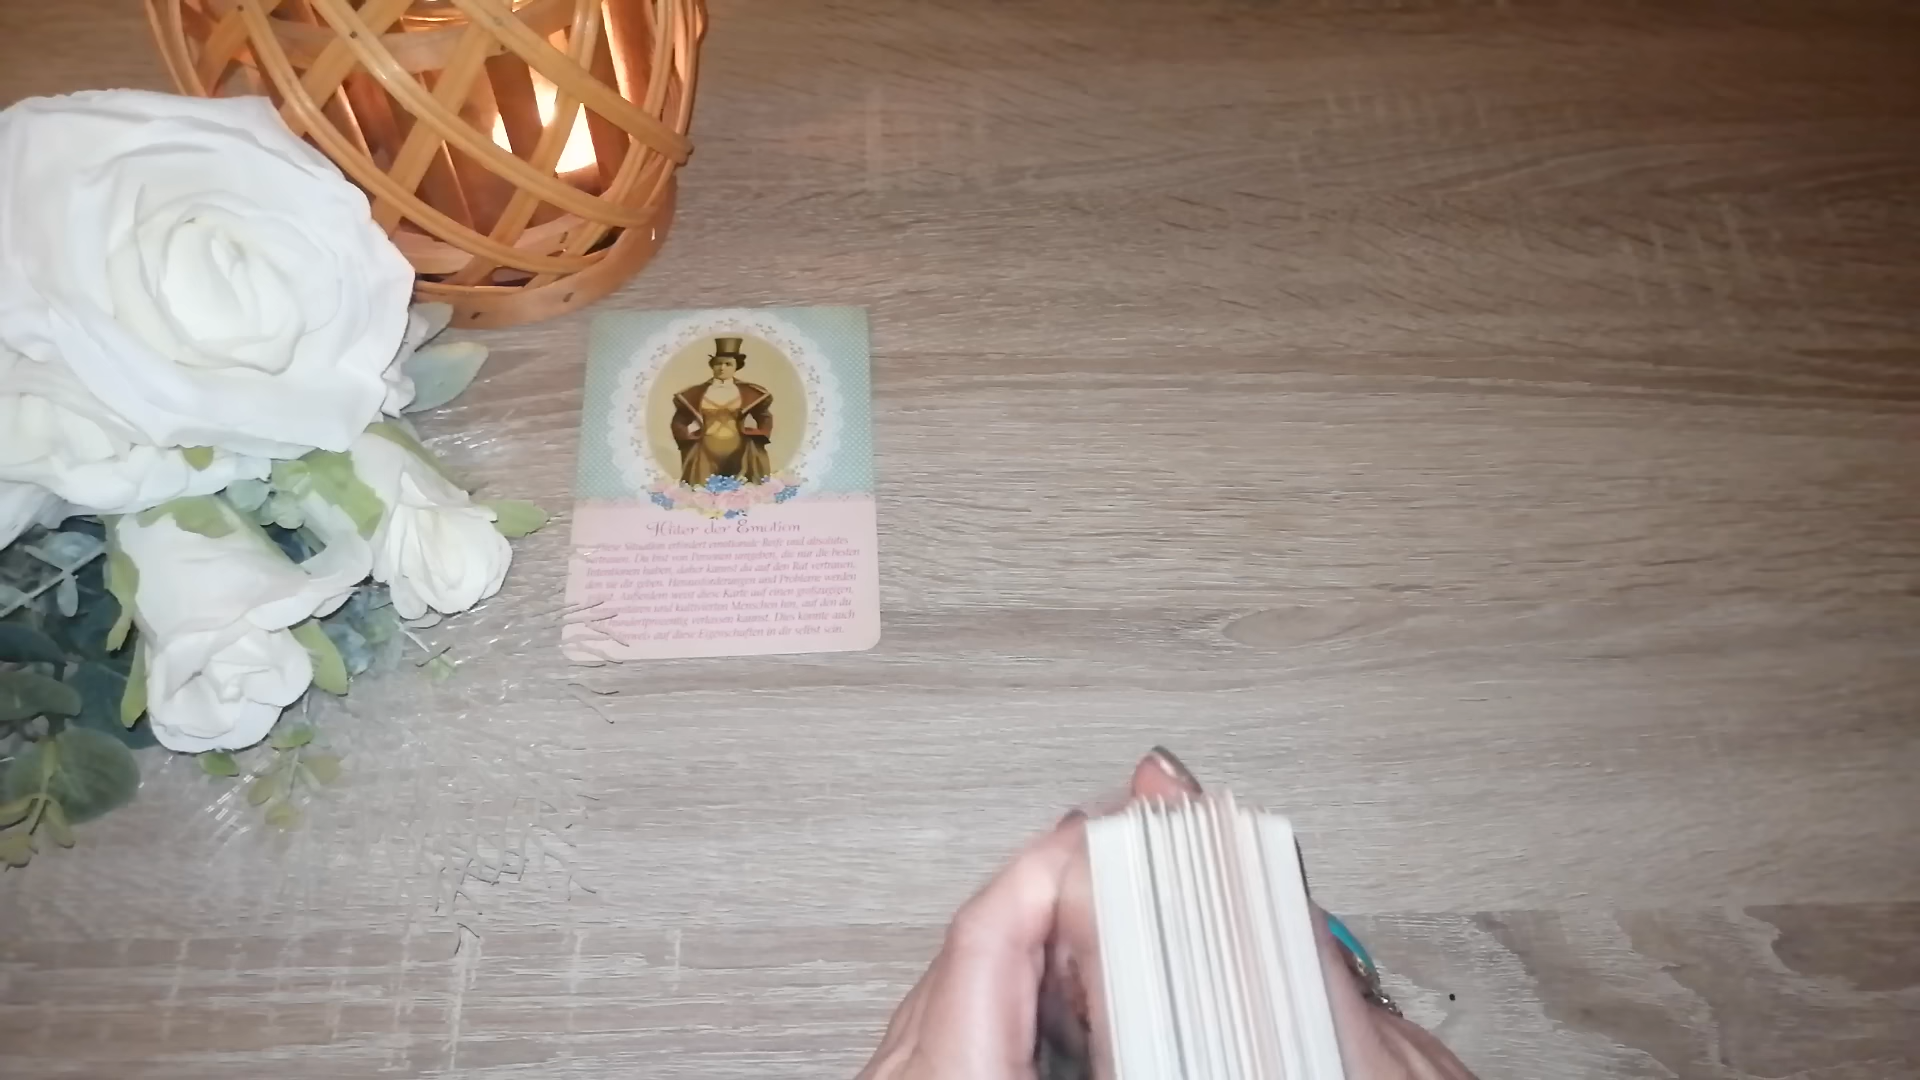 Hüter der Emotion
Diese Situation erfordert emotionale Reife und absolutes
Vertrauen. Du bist von Personen umgeben, die nur die besten
Intentionen haben, daher kannst du auf den Rat vertrauen,
den sie dir geben. Herausforderungen und Probleme werden
gelöst. Außerdem weist diese Karte auf einen großzügigen,
und kultivierten Menschen hin, auf den du
hundertprozentig verlassen kannst. Dies könnte auch
auf diese Eigenschaften in dir selbst sein.